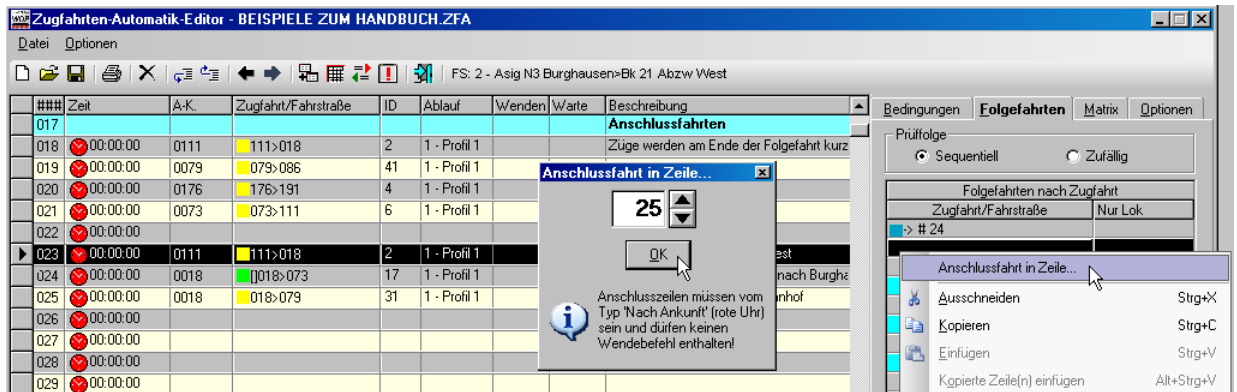 Zugfahrten-Automatik-Editor - BEISPIELE ZUM HANDBUCH.ZFA
Datei Optionen
FS: 2 - Asig N3 Burghausen>Bk 21 Abzw West
### Zeit A-K. Zugfahrt/Fahrstraße ID Ablauf Wenden Warte Beschreibung
017 Anschlussfahrten
018 00:00:00 0111 111>018 2 1 - Profil 1 Züge werden am Ende der Folgefahrt kurz
019 00:00:00 0079 079>086 41 1 - Profil 1
020 00:00:00 0176 176>191 4 1 - Profil 1
021 00:00:00 0073 073>111 6 1 - Profil 1
022 00:00:00
023 00:00:00 0111 111>018 2 1 - Profil 1 est
024 00:00:00 0018 []018>073 17 1 - Profil 1 nach Burgha
025 00:00:00 0018 018>079 31 1 - Profil 1 nhof
026 00:00:00
027 00:00:00
028 00:00:00
029 00:00:00
Anschlussfahrt in Zeile...
25
OK
Anschlusszeilen müssen vom
Typ 'Nach Ankunft' (rote Uhr)
sein und dürfen keinen
Wendebefehl enthalten!
Bedingungen Folgefahrten Matrix Optionen
Prüffolge
Sequentiell Zufällig
Folgefahrten nach Zugfahrt
Zugfahrt/Fahrstraße Nur Lok
-> # 24
Anschlussfahrt in Zeile...
Ausschneiden Strg+X
Kopieren Strg+C
Einfügen Strg+V
Kopierte Zeile(n) einfügen Alt+Strg+V